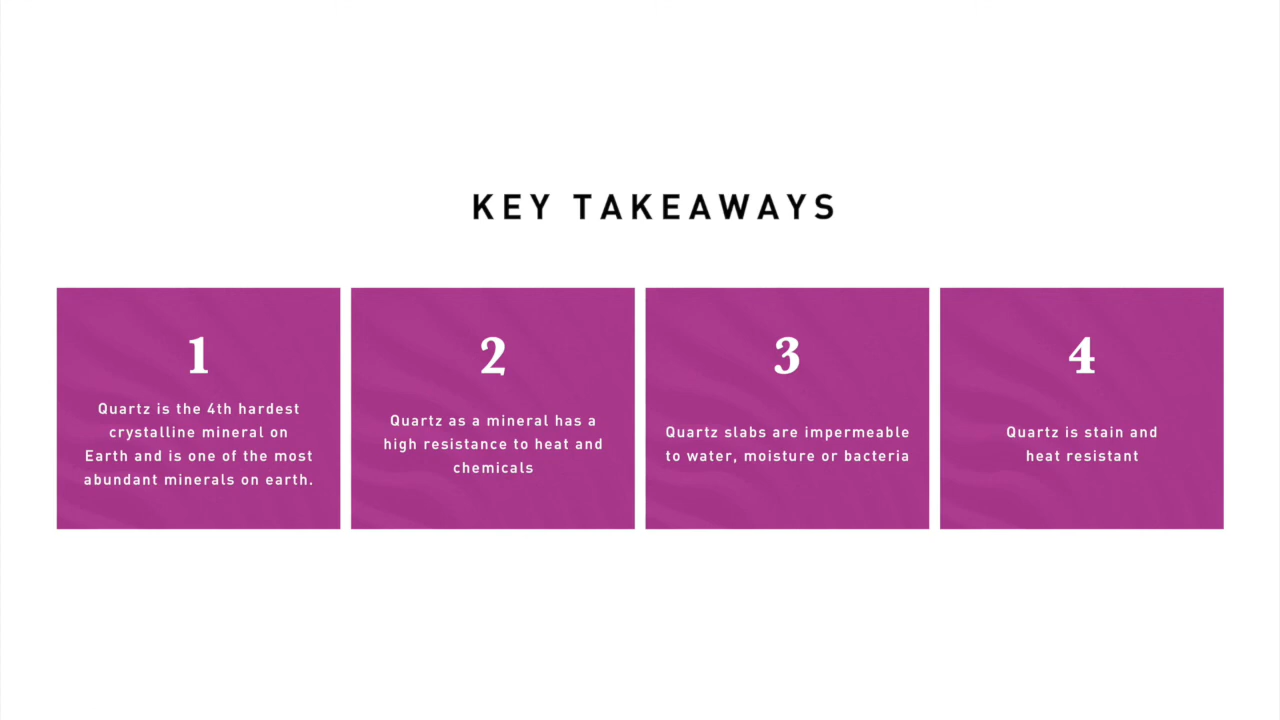 KEY TAKEAWAYS
1
Quartz is the 4th hardest
crystalline mineral on
Earth and is one of the most
abundant minerals on earth.
2
Quartz as a mineral has a
high resistance to heat and
chemicals
3
Quartz slabs are impermeable
to water, moisture or bacteria
4
Quartz is stain and
heat resistant